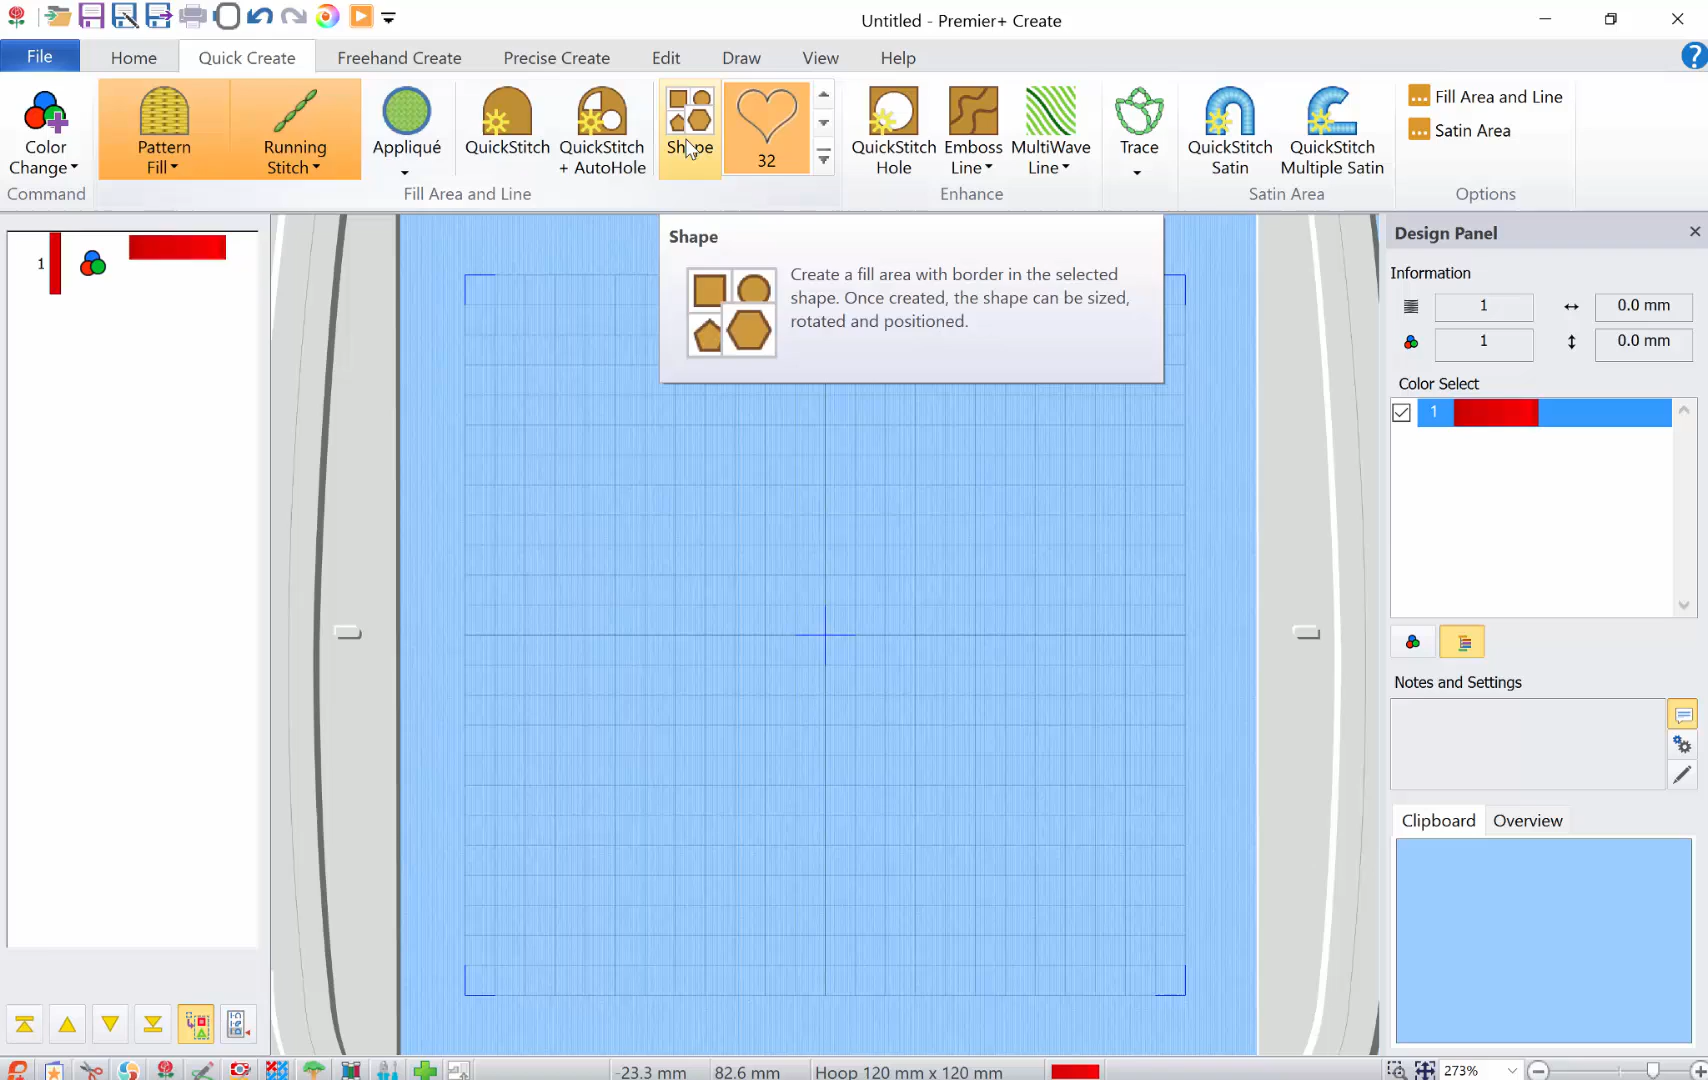 Untitled - Premier+ Create
File Home Quick Create Freehand Create Precise Create Edit Draw View Help
Color Change
Pattern Fill
Running Stitch
Appliqué
QuickStitch
QuickStitch + AutoHole
Shape
32
QuickStitch Hole
Emboss Line
MultiWave Line
Trace
QuickStitch Satin
QuickStitch Multiple Satin
Fill Area and Line
Satin Area
Command Fill Area and Line Enhance Satin Area Options
1
Shape
Create a fill area with border in the selected
shape. Once created, the shape can be sized,
rotated and positioned.
Design Panel
Information
1 0.0 mm
1 0.0 mm
Color Select
1
Notes and Settings
Clipboard Overview
-23.3 mm 82.6 mm Hoop 120 mm x 120 mm 273%